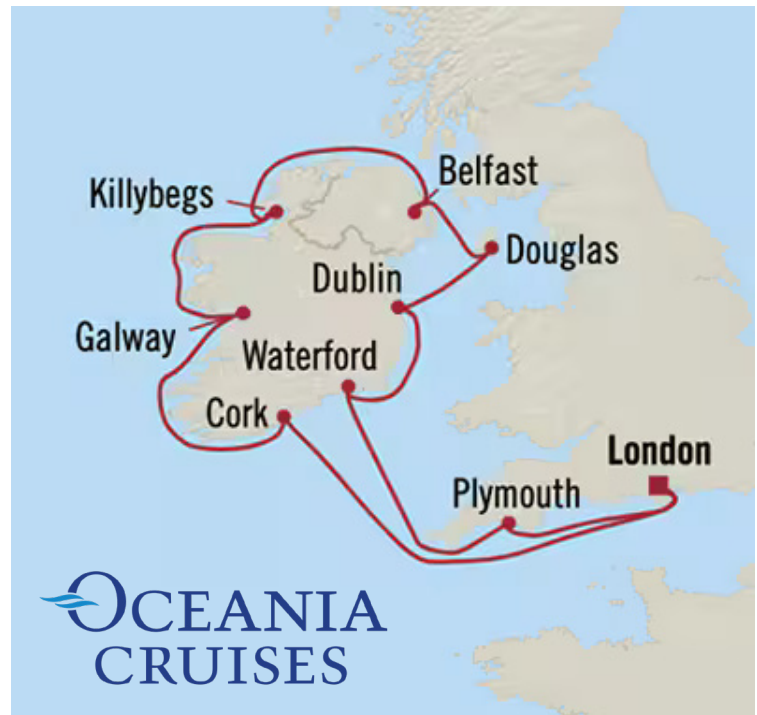 Belfast
Killybegs
Douglas
Dublin
Galway
Waterford
Cork
London
Plymouth
OCEANIA
CRUISES